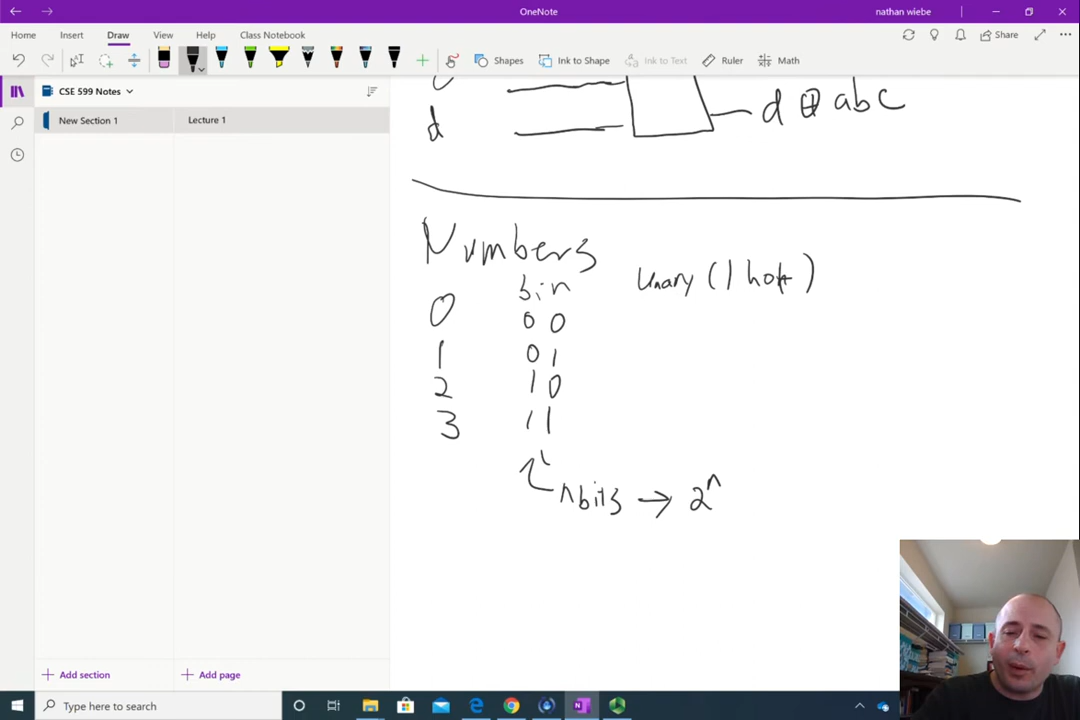 OneNote
nathan wiebe
Home Insert Draw View Help Class Notebook
Share
Shapes Ink to Shape Ink to Text Ruler Math
CSE 599 Notes
New Section 1 Lecture 1
d d ⊕ abc
Numbers
bin Unary (1 hot)
0 00
1 01
2 10
3 11
n bits → 2^n
Add section Add page
Type here to search